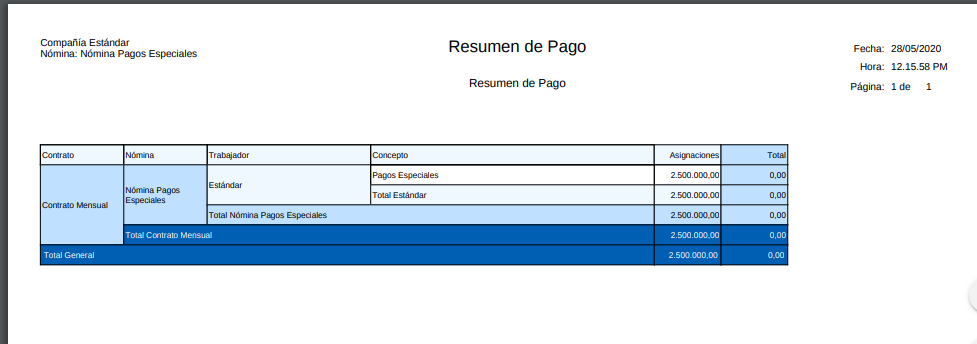 Compañía Estándar
Nómina: Nómina Pagos Especiales
Resumen de Pago
Resumen de Pago
Fecha: 28/05/2020
Hora: 12.15.58 PM
Página: 1 de 1
Contrato Nómina Trabajador Concepto Asignaciones Total
Contrato Mensual
Nómina Pagos
Especiales
Estándar
Pagos Especiales 2.500.000,00 0,00
Total Estándar 2.500.000,00 0,00
Total Nómina Pagos Especiales 2.500.000,00 0,00
Total Contrato Mensual 2.500.000,00 0,00
Total General 2.500.000,00 0,00